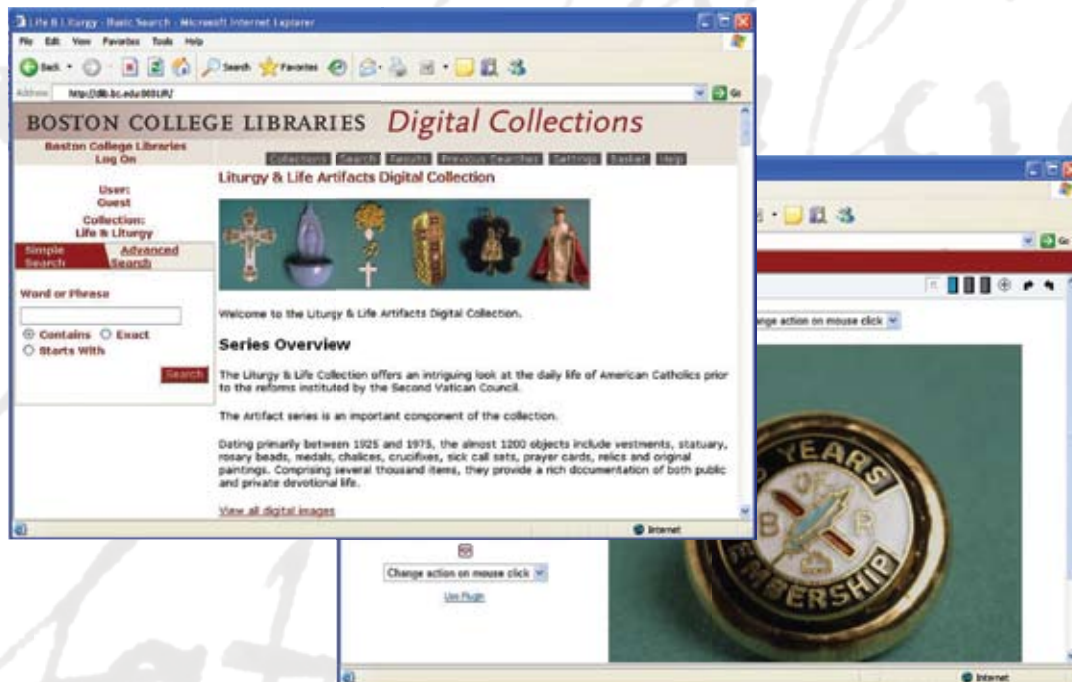 Life & Liturgy - Basic Search - Microsoft Internet Explorer
File Edit View Favorites Tools Help
Back Search Favorites
Address Go
BOSTON COLLEGE LIBRARIES Digital Collections
Boston College Libraries
Log On
Collections Search Results Previous Searches Settings Basket Help
Liturgy & Life Artifacts Digital Collection
User:
Guest
Collection:
Life & Liturgy
Simple Search
Advanced Search
Word or Phrase
Contains Exact
Starts With
Search
Welcome to the Liturgy & Life Artifacts Digital Collection.
Series Overview
The Liturgy & Life Collection offers an intriguing look at the daily life of American Catholics prior
to the reforms instituted by the Second Vatican Council.
The Artifact series is an important component of the collection.
Dating primarily between 1925 and 1975, the almost 1200 objects include vestments, statuary,
rosary beads, medals, chalices, crucifixes, sick call sets, prayer cards, relics and original
paintings. Comprising several thousand items, they provide a rich documentation of both public
and private devotional life.
View all digital images
Internet
Go
ange action on mouse click
YEARS
OF
B R
EMBERSHIP
Change action on mouse click
Use Plugin
Internet